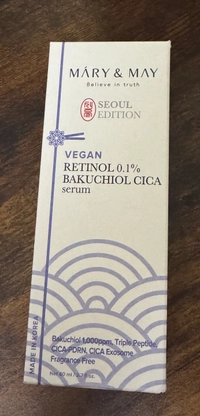 MÁRY & MAY
Believe in truth
SEOUL
EDITION
VEGAN
RETINOL 0.1%
BAKUCHIOL CICA
serum
Bakuchiol 1,000ppm, Triple Peptide,
CICA-PDRN, CICA Exosome
Fragrance Free
MADE IN KOREA